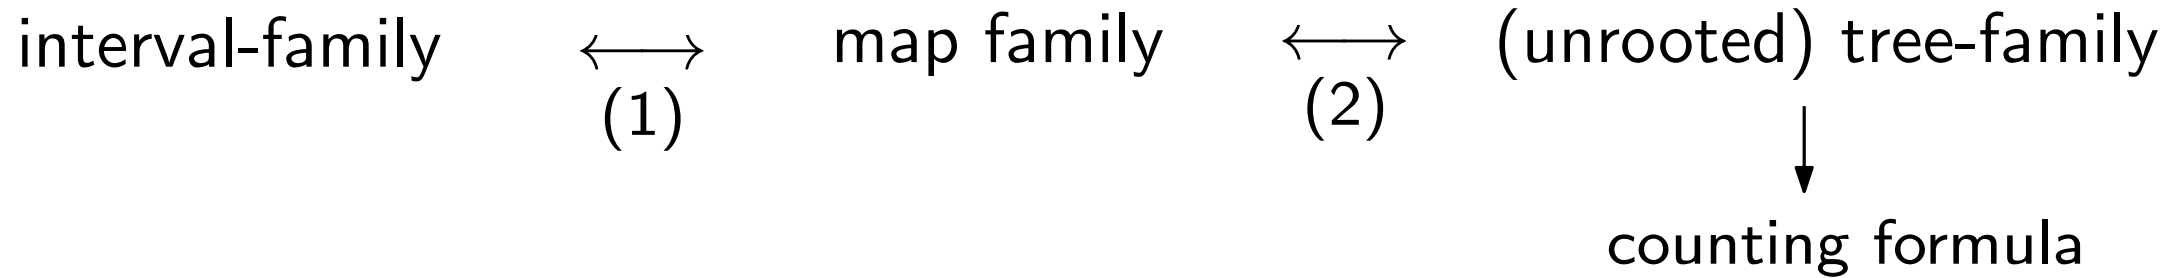 interval-family ⟷ map family ⟷ (unrooted) tree-family
(1) (2)
counting formula